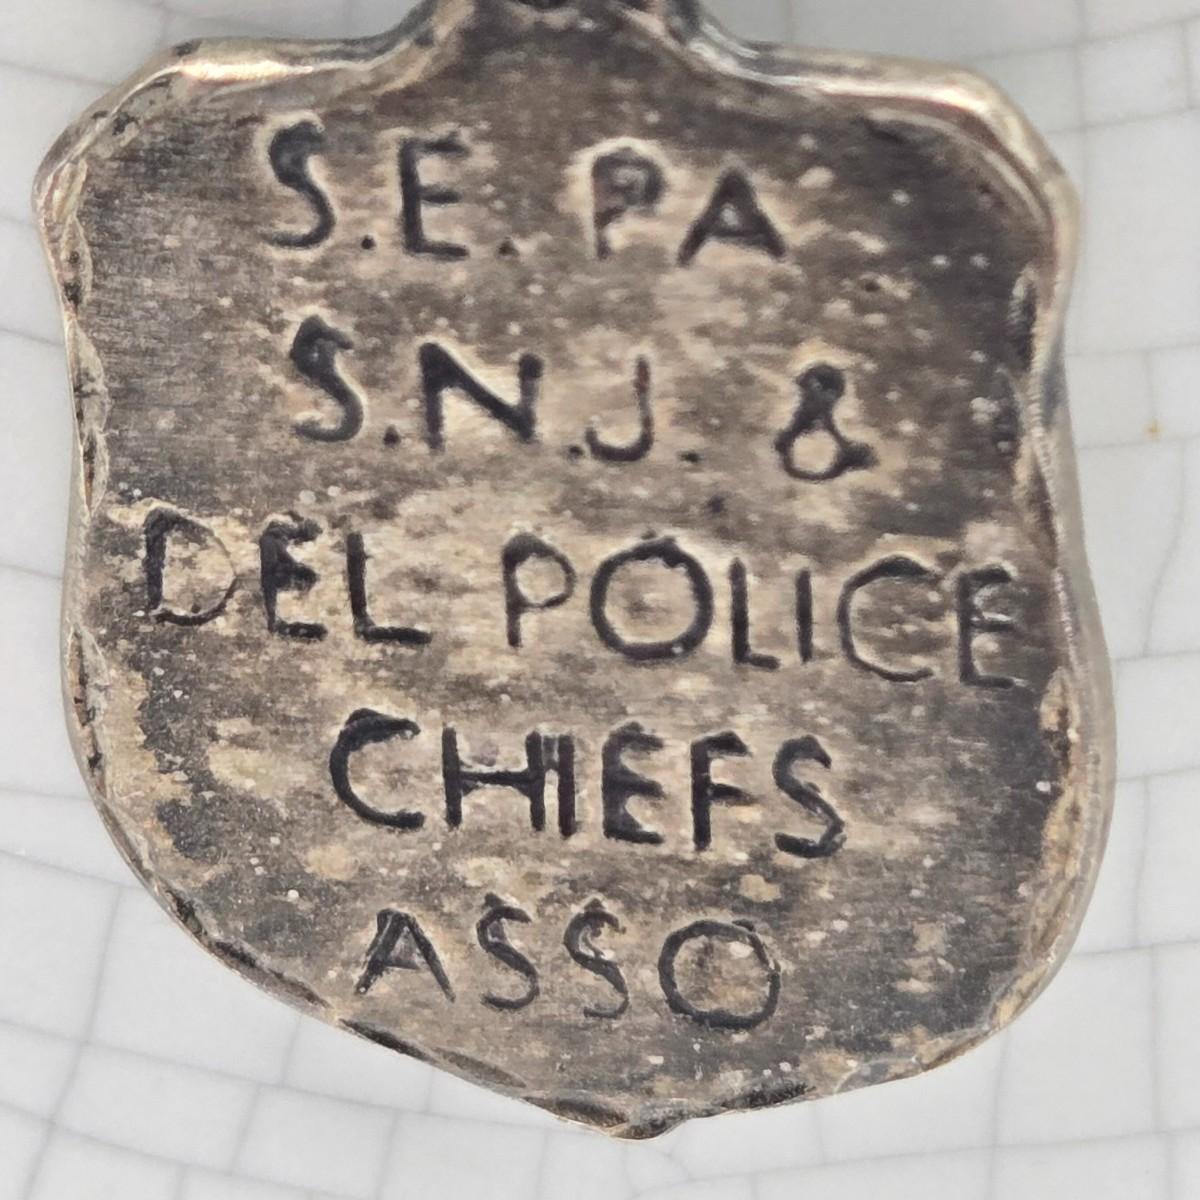 S.E. PA
S.N.J. &
DEL POLICE
CHIEFS
ASSO